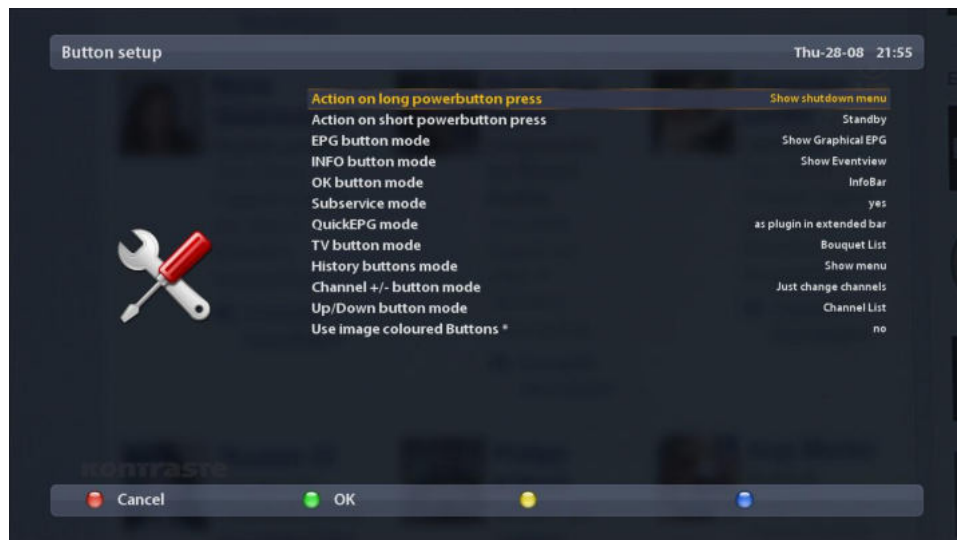 Button setup Thu-28-08 21:55
Action on long powerbutton press Show shutdown menu
Action on short powerbutton press Standby
EPG button mode Show Graphical EPG
INFO button mode Show Eventview
OK button mode InfoBar
Subservice mode yes
QuickEPG mode as plugin in extended bar
TV button mode Bouquet List
History buttons mode Show menu
Channel +/- button mode Just change channels
Up/Down button mode Channel List
Use image coloured Buttons * no
KONTRASTE
Cancel OK